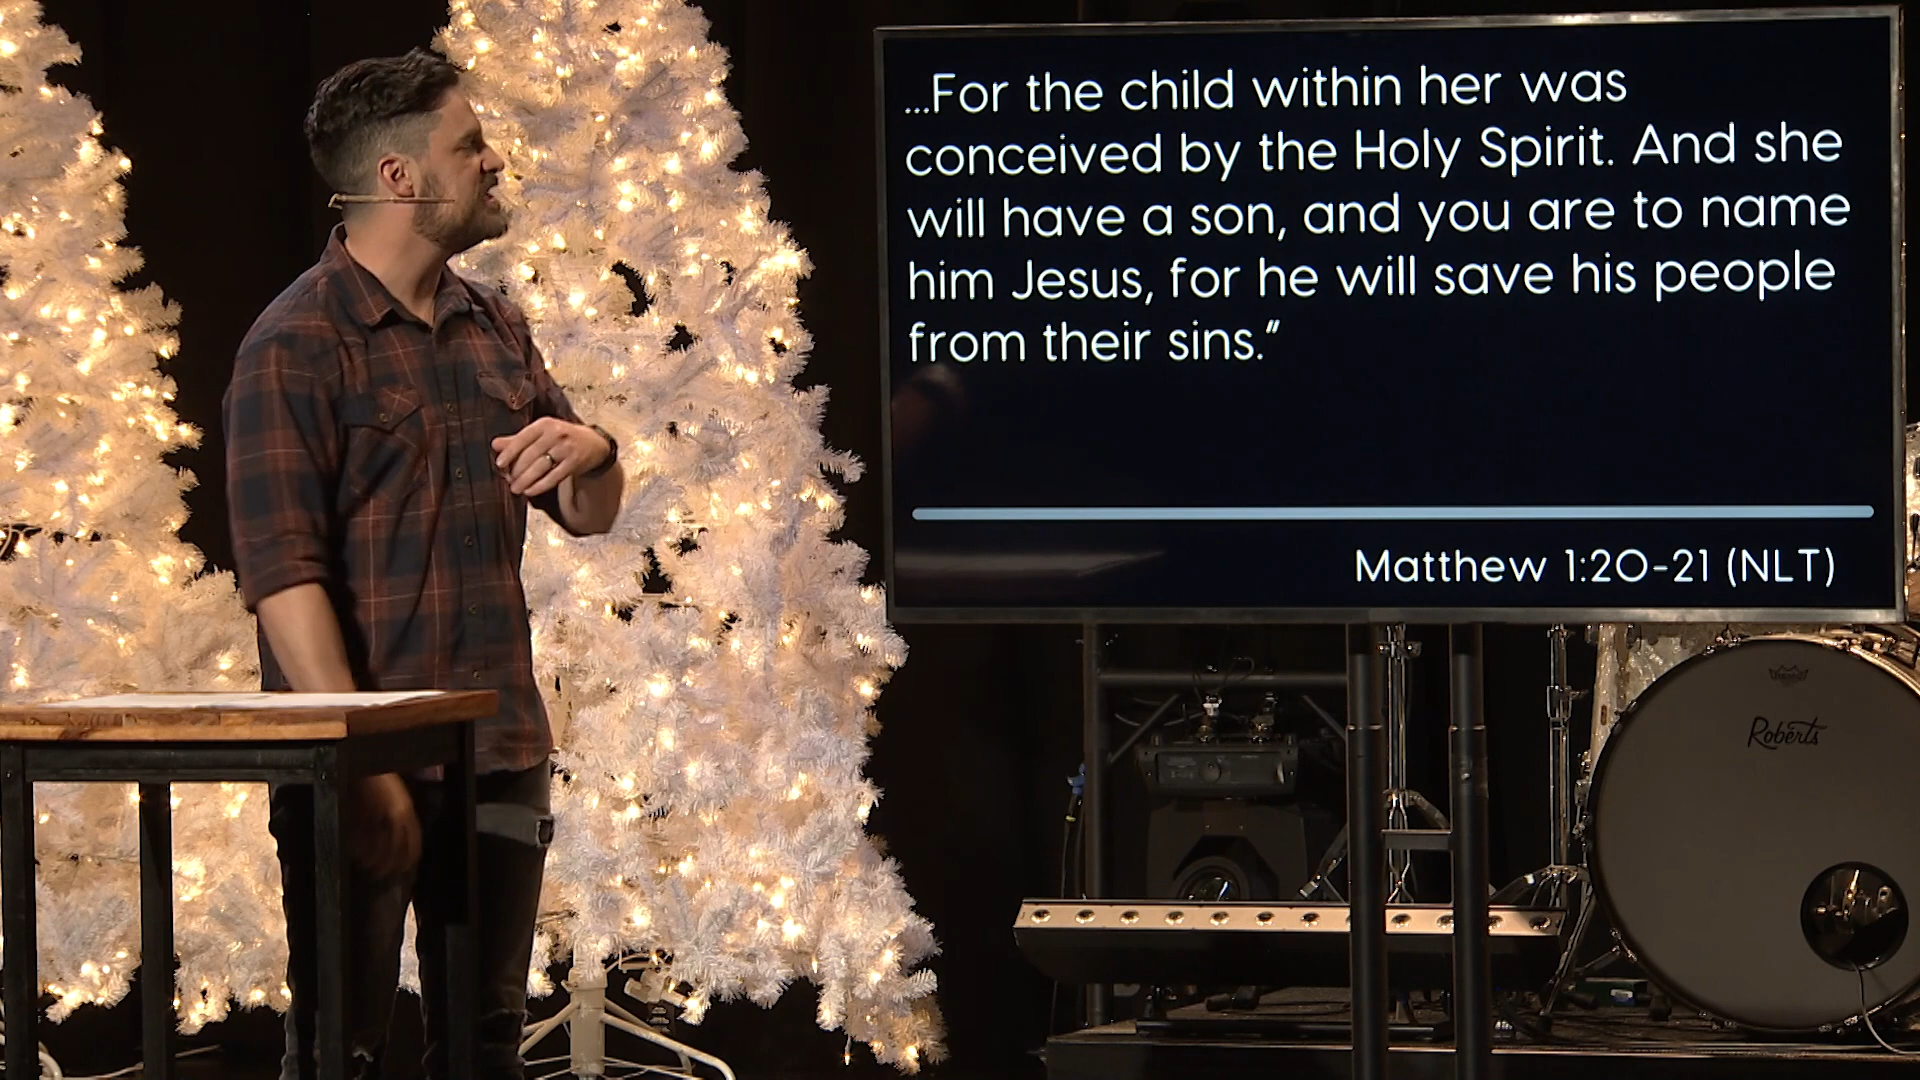 ...For the child within her was
conceived by the Holy Spirit. And she
will have a son, and you are to name
him Jesus, for he will save his people
from their sins.”
Matthew 1:20-21 (NLT)
Roberts